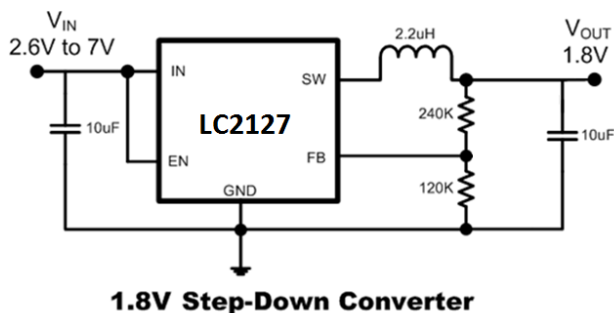 VIN
2.6V to 7V
10uF
IN
EN
LC2127
GND
SW
FB
2.2uH
240K
120K
VOUT
1.8V
10uF
1.8V Step-Down Converter